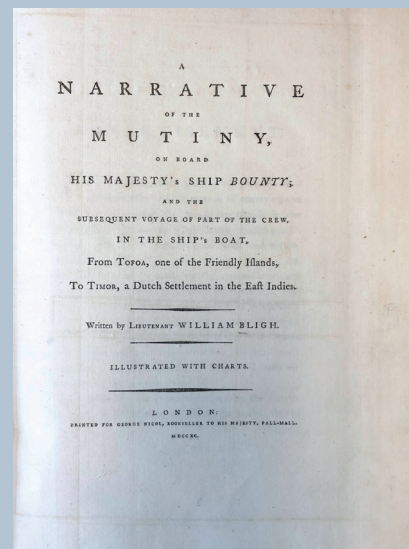 A
NARRATIVE
OF THE
MUTINY,
ON BOARD
HIS MAJESTY's SHIP BOUNTY;
AND THE
SUBSEQUENT VOYAGE OF PART OF THE CREW,
IN THE SHIP's BOAT,
From TOFOA, one of the Friendly Iſlands,
To TIMOR, a Dutch Settlement in the Eaſt Indies.
Written by LIEUTENANT WILLIAM BLIGH.
ILLUSTRATED WITH CHARTS.
LONDON:
PRINTED FOR GEORGE NICOL, BOOKSELLER TO HIS MAJESTY, PALL-MALL.
MDCCXC.